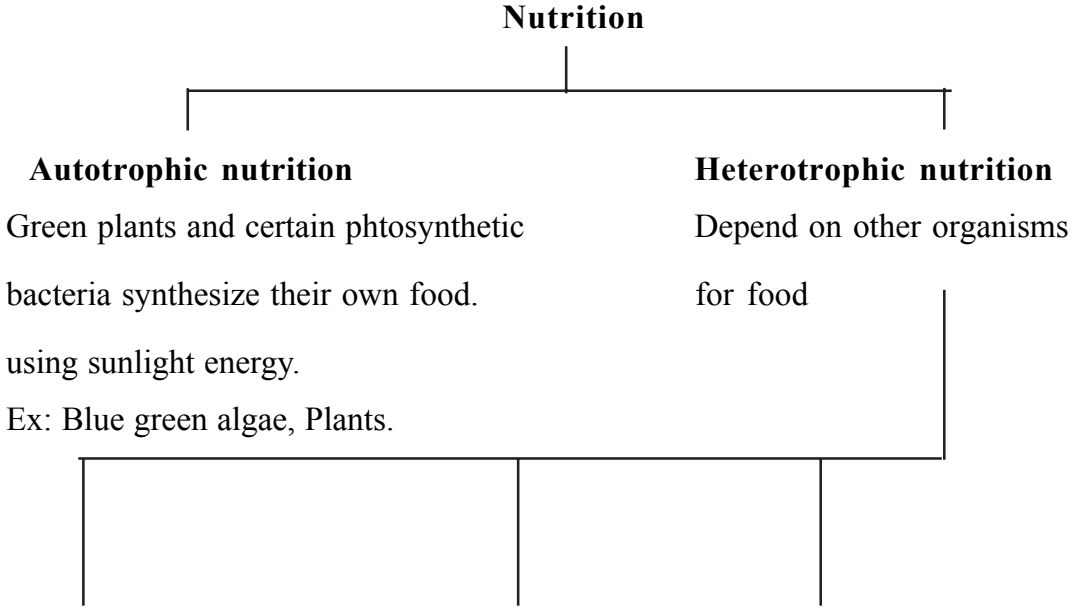 Nutrition
Autotrophic nutrition
Green plants and certain phtosynthetic
bacteria synthesize their own food.
using sunlight energy.
Ex: Blue green algae, Plants.
Heterotrophic nutrition
Depend on other organisms
for food